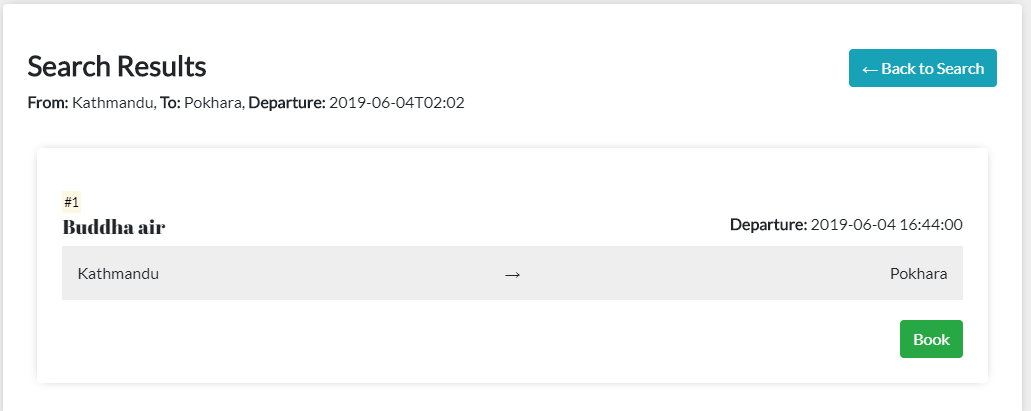 Search Results
← Back to Search
From: Kathmandu, To: Pokhara, Departure: 2019-06-04T02:02
#1
Buddha air
Departure: 2019-06-04 16:44:00
Kathmandu → Pokhara
Book